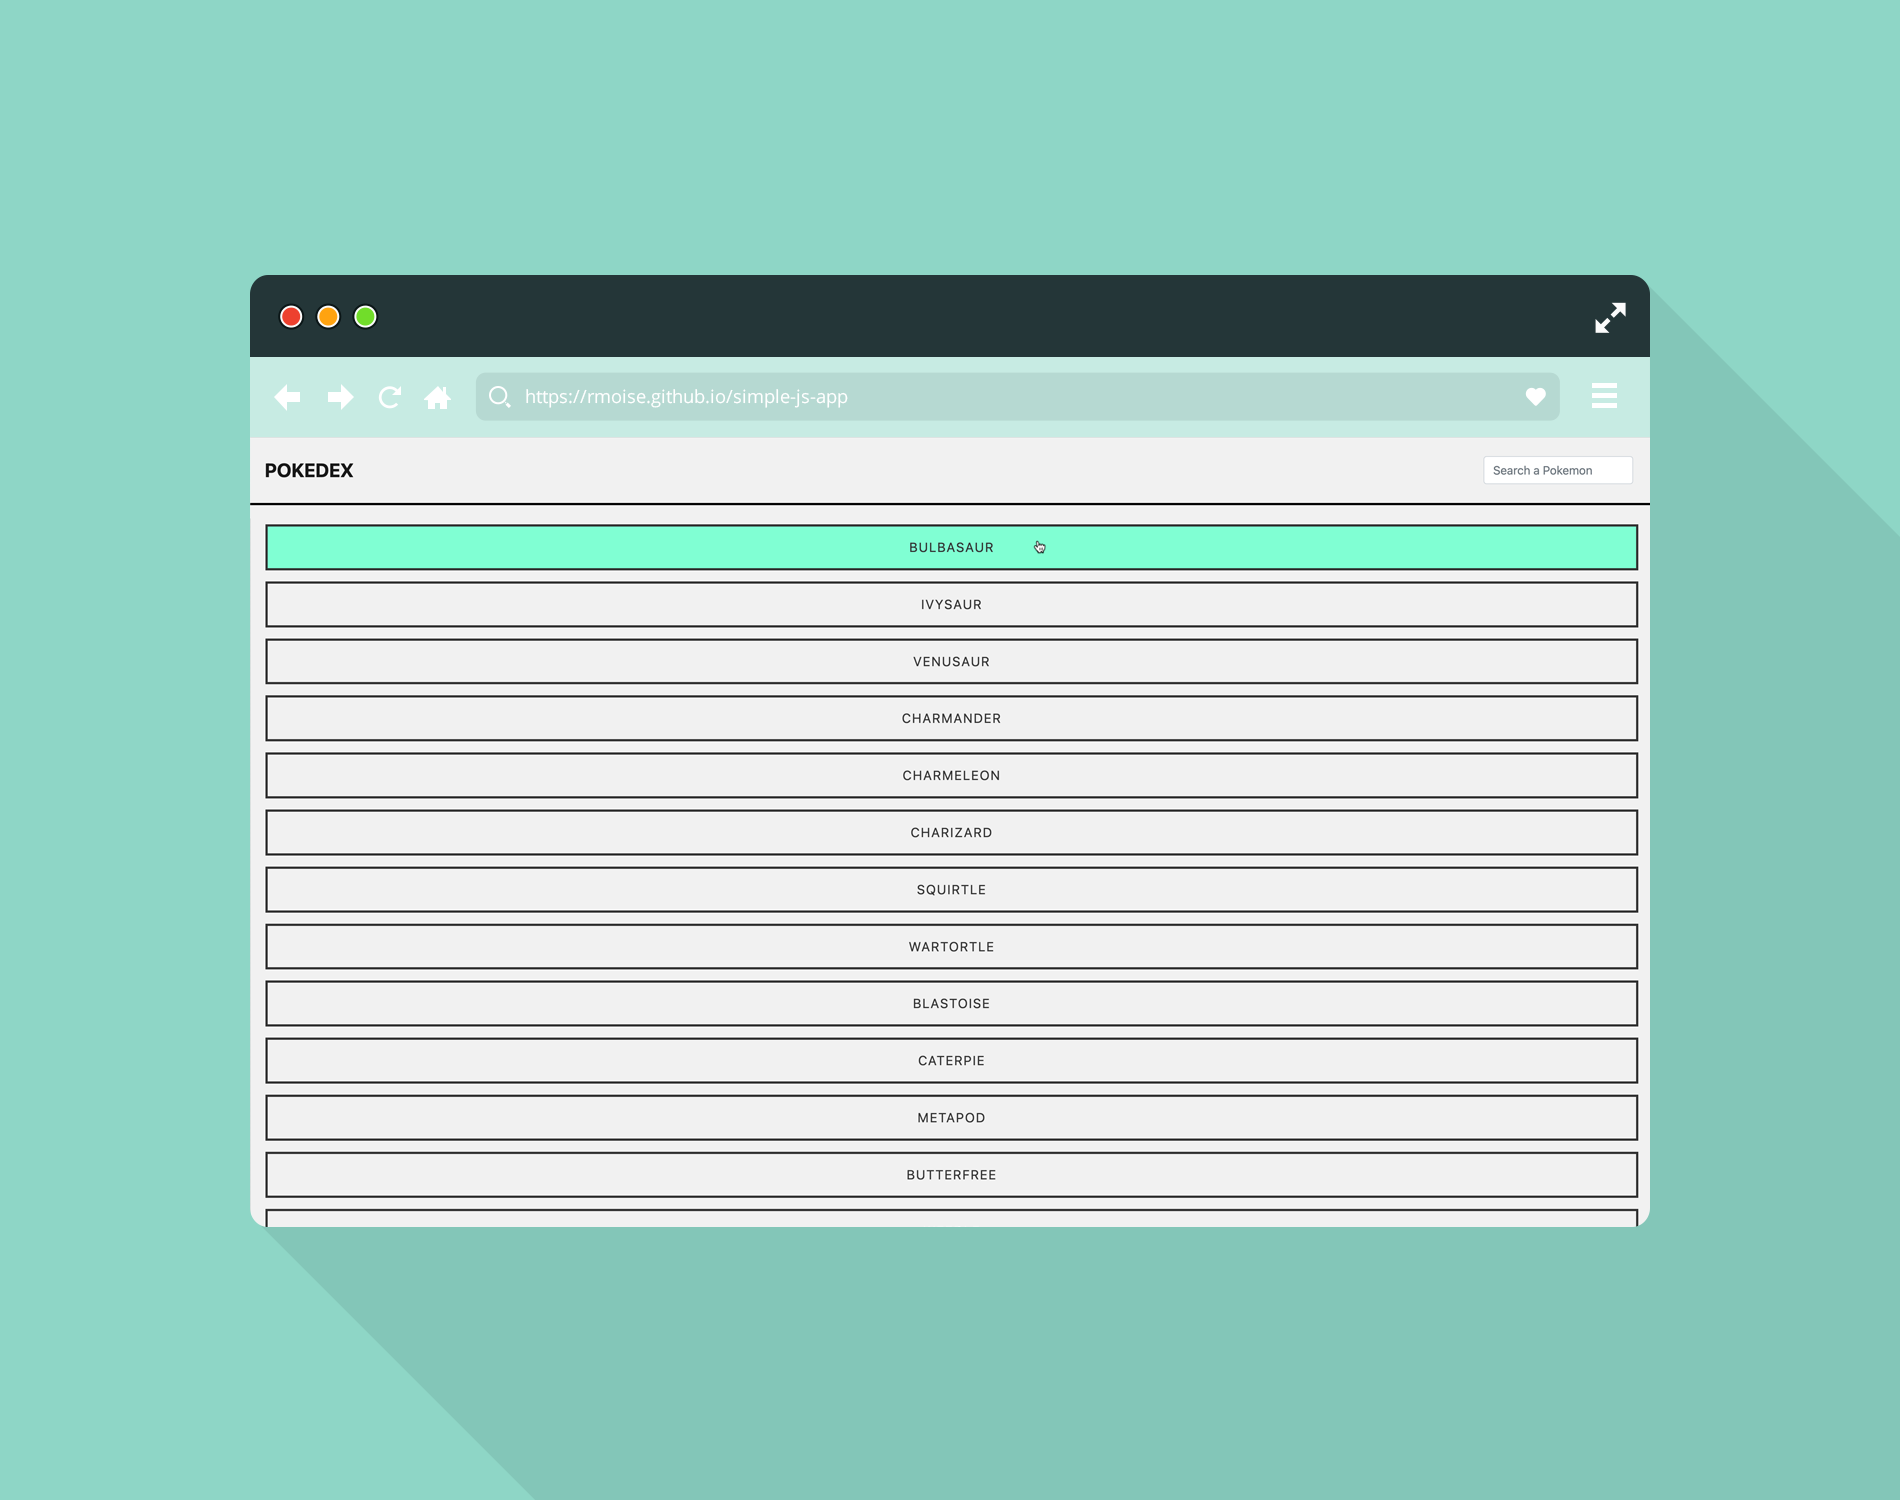 https://rmoise.github.io/simple-js-app
POKEDEX
Search a Pokemon
BULBASAUR
IVYSAUR
VENUSAUR
CHARMANDER
CHARMELEON
CHARIZARD
SQUIRTLE
WARTORTLE
BLASTOISE
CATERPIE
METAPOD
BUTTERFREE